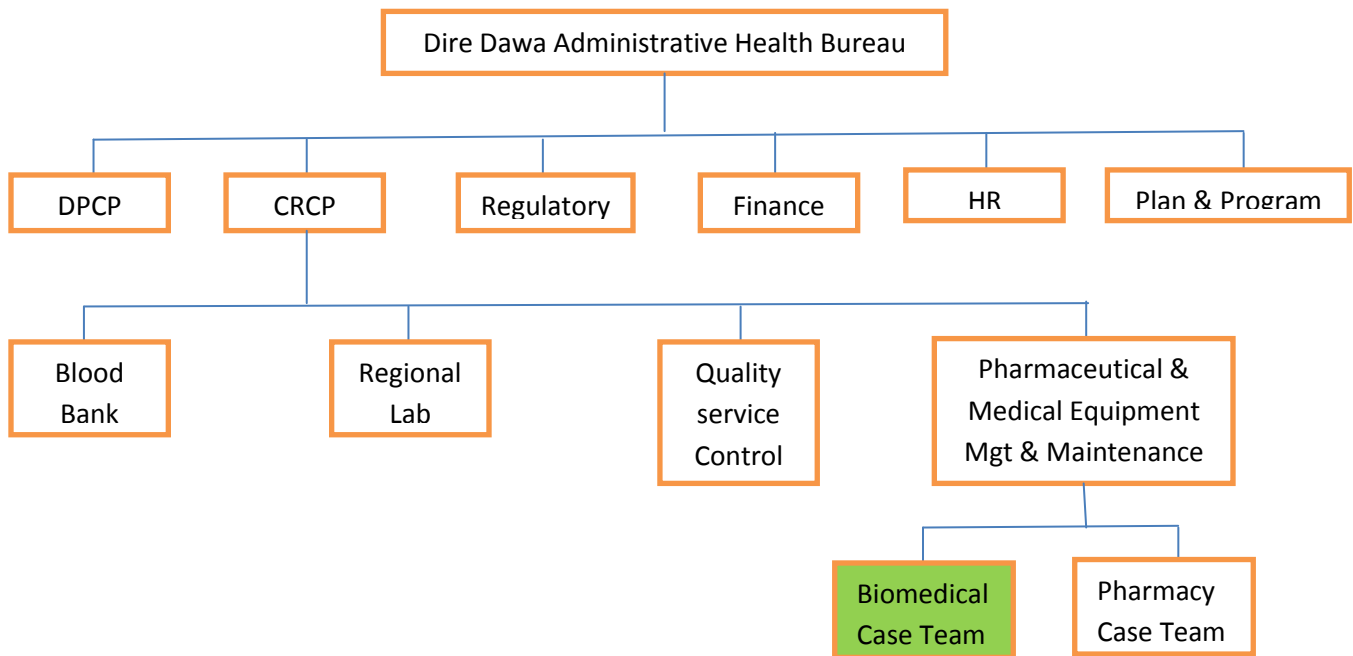 Dire Dawa Administrative Health Bureau
DPCP
CRCP
Regulatory
Finance
HR
Plan & Program
Blood
Bank
Regional
Lab
Quality
service
Control
Pharmaceutical &
Medical Equipment
Mgt & Maintenance
Biomedical
Case Team
Pharmacy
Case Team